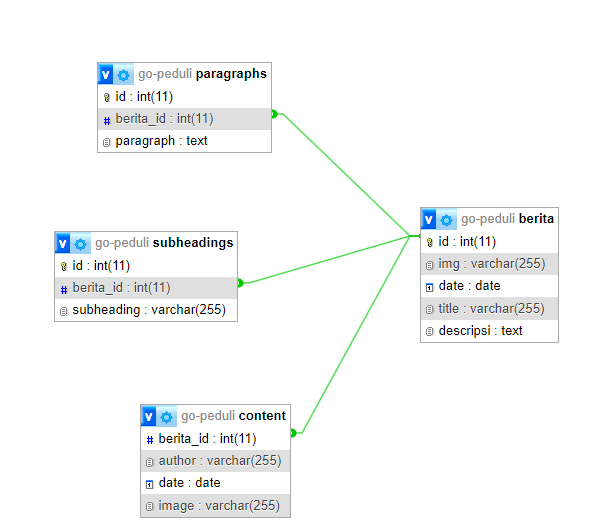 v go-peduli paragraphs
id : int(11)
# berita_id : int(11)
paragraph : text
v go-peduli subheadings
id : int(11)
# berita_id : int(11)
subheading : varchar(255)
v go-peduli berita
id : int(11)
img : varchar(255)
date : date
title : varchar(255)
descripsi : text
v go-peduli content
# berita_id : int(11)
author : varchar(255)
date : date
image : varchar(255)